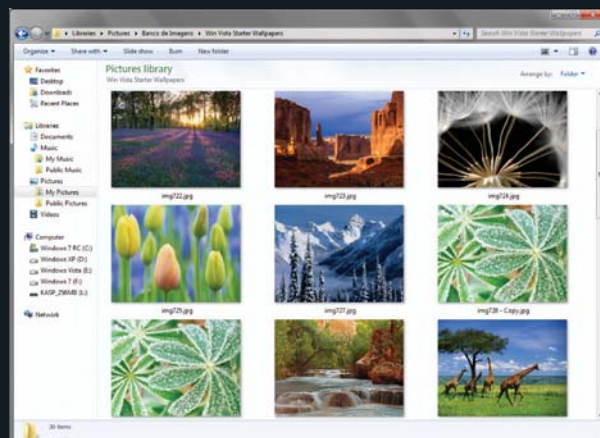 Libraries ▸ Pictures ▸ Banco de Imagens ▸ Win Vista Starter Wallpapers
Search Win Vista Starter Wallpapers
Organize ▾ Share with ▾ Slide show Burn New folder
Favorites
Desktop
Downloads
Recent Places
Libraries
Documents
Music
My Music
Public Music
Pictures
My Pictures
Public Pictures
Videos
Computer
Windows 7 RC (C:)
Windows XP (D:)
Windows Vista (E:)
Windows 7 (F:)
Network
Pictures library
Win Vista Starter Wallpapers
Arrange by: Folder ▾
img722.jpg
img723.jpg
img724.jpg
img725.jpg
img727.jpg
img728 - Copy.jpg
30 items